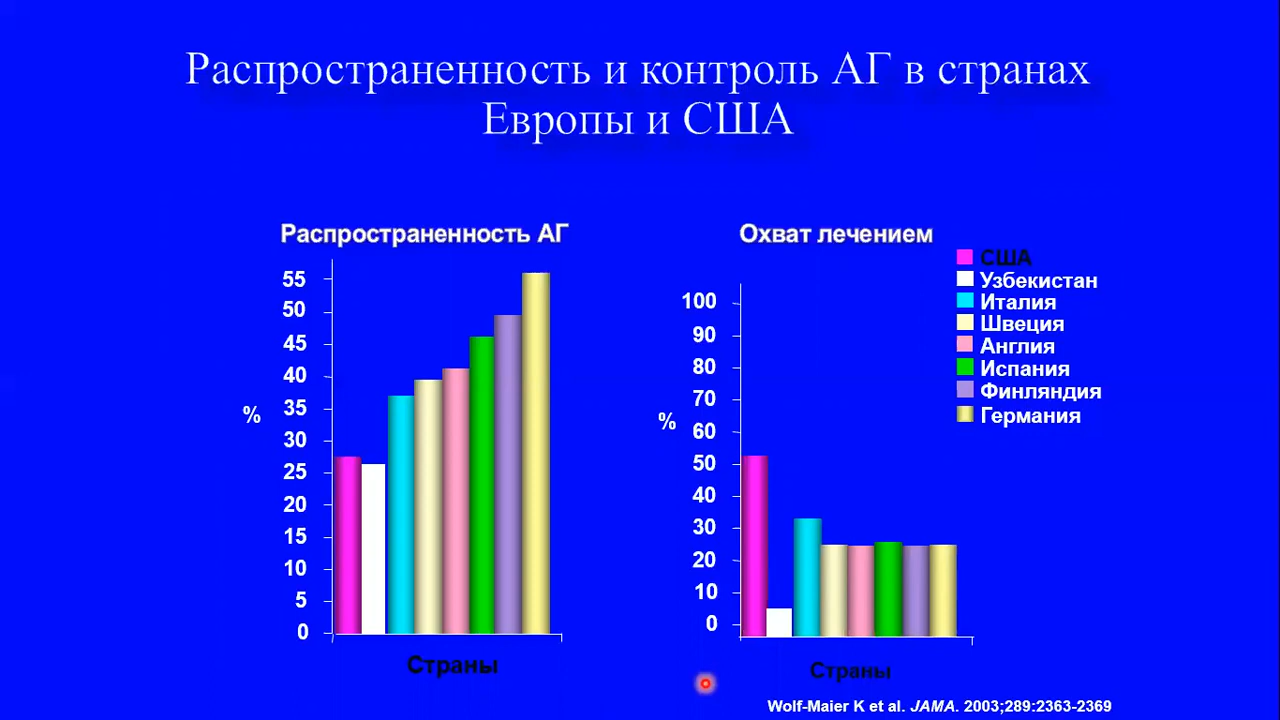 Распространенность и контроль АГ в странах
Европы и США
Распространенность АГ
55
50
45
40
35
30
25
20
15
10
5
0
%
Страны
Охват лечением
100
90
80
70
60
50
40
30
20
10
0
%
Страны
США
Узбекистан
Италия
Швеция
Англия
Испания
Финляндия
Германия
Wolf-Maier K et al. JAMA. 2003;289:2363-2369